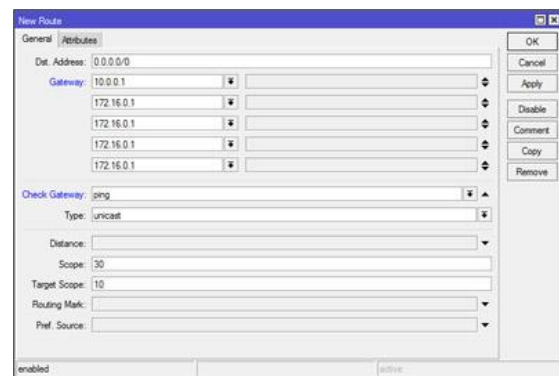 New Route
General Attributes
OK
Dst. Address: 0.0.0.0/0
Cancel
Gateway: 10.0.0.1
Apply
172.16.0.1
Disable
172.16.0.1
Comment
172.16.0.1
Copy
172.16.0.1
Remove
Check Gateway: ping
Type: unicast
Distance:
Scope: 30
Target Scope: 10
Routing Mark:
Pref. Source:
enabled active